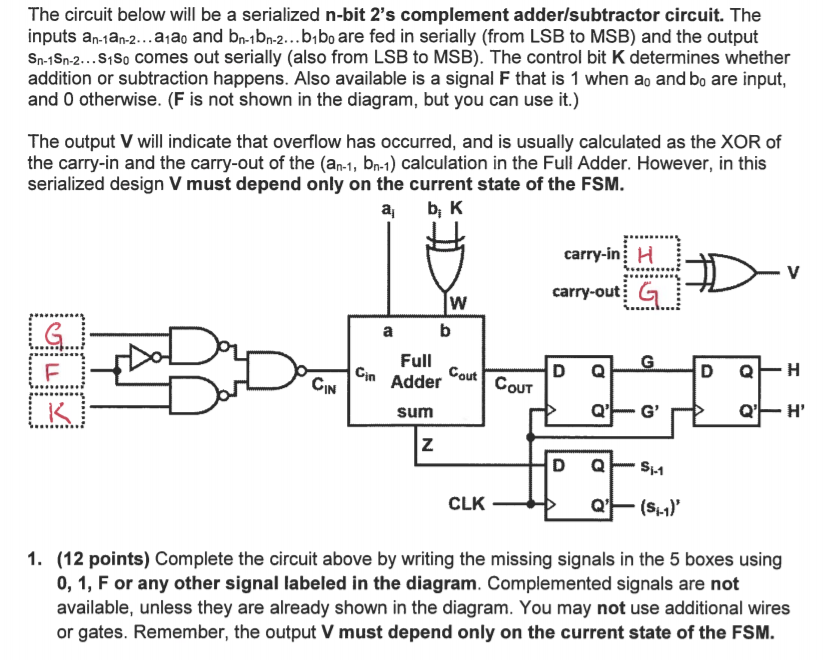 The circuit below will be a serialized n-bit 2's complement adder/subtractor circuit. The
inputs aₙ₋₁aₙ₋₂...a₁a₀ and bₙ₋₁bₙ₋₂...b₁b₀ are fed in serially (from LSB to MSB) and the output
sₙ₋₁sₙ₋₂...s₁s₀ comes out serially (also from LSB to MSB). The control bit K determines whether
addition or subtraction happens. Also available is a signal F that is 1 when a₀ and b₀ are input,
and 0 otherwise. (F is not shown in the diagram, but you can use it.)
The output V will indicate that overflow has occurred, and is usually calculated as the XOR of
the carry-in and the carry-out of the (aₙ₋₁, bₙ₋₁) calculation in the Full Adder. However, in this
serialized design V must depend only on the current state of the FSM.
aᵢ bᵢ K
carry-in H
V
carry-out G
W
G
F
K
CIN
a b
Full
Adder
Cin
Cout
sum
COUT
Z
D Q G
Q' G'
D Q H
Q' H'
D Q sᵢ₋₁
CLK
Q' (sᵢ₋₁)'
1. (12 points) Complete the circuit above by writing the missing signals in the 5 boxes using
0, 1, F or any other signal labeled in the diagram. Complemented signals are not
available, unless they are already shown in the diagram. You may not use additional wires
or gates. Remember, the output V must depend only on the current state of the FSM.